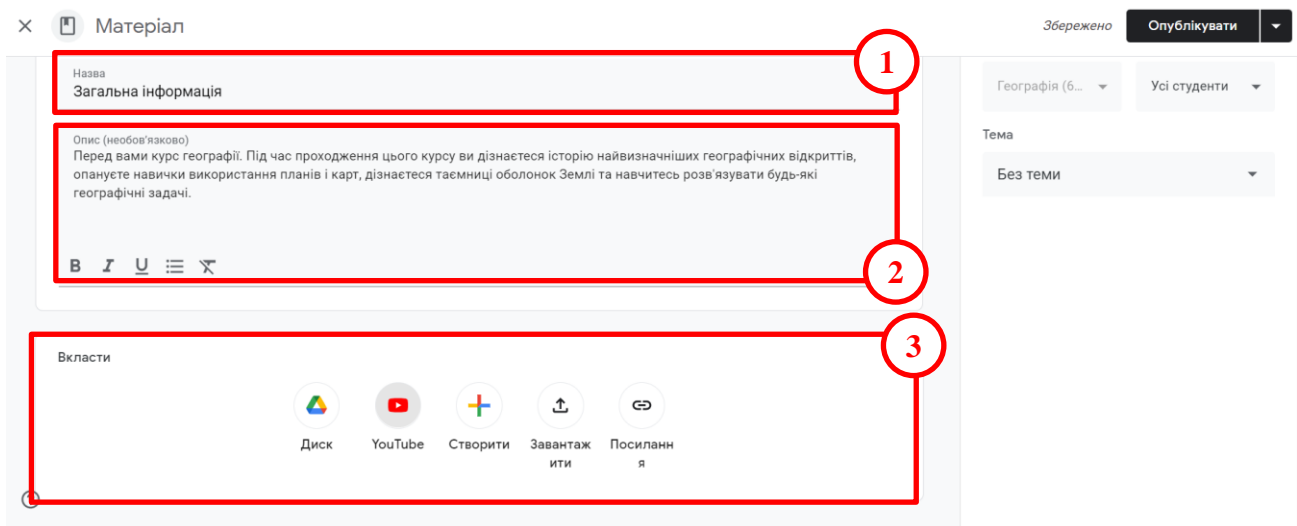 Матеріал
Збережено
Опублікувати
1
Назва
Загальна інформація
Географія (6...
Усі студенти
Опис (необов'язково)
Перед вами курс географії. Під час проходження цього курсу ви дізнаєтеся історію найвизначніших географічних відкриттів,
опануєте навички використання планів і карт, дізнаєтеся таємниці оболонок Землі та навчитесь розв'язувати будь-які
географічні задачі.
Тема
Без теми
B I U
2
3
Вкласти
Диск
YouTube
Створити
Завантаж
ити
Посиланн
я